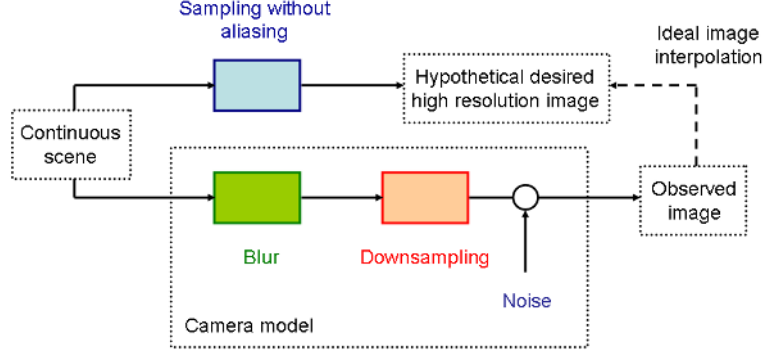 Sampling without
aliasing
Ideal image
interpolation
Hypothetical desired
high resolution image
Continuous
scene
Observed
image
Blur
Downsampling
Noise
Camera model